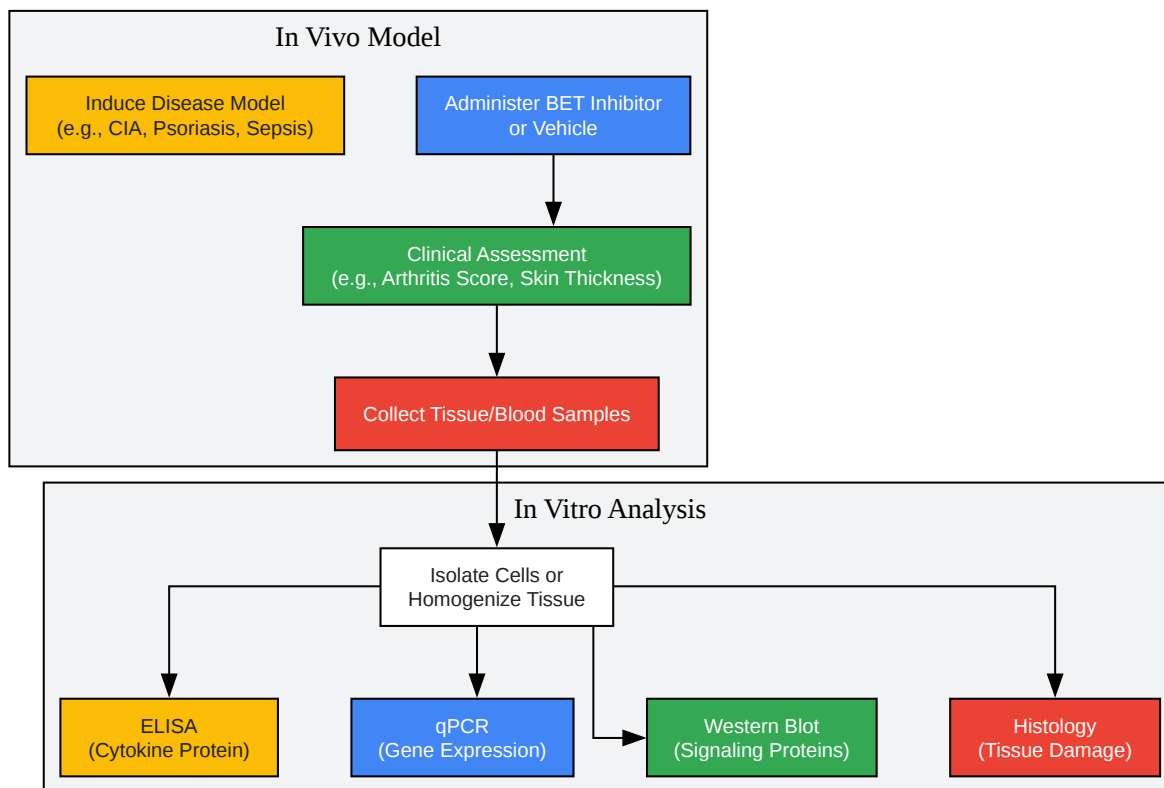 In Vivo Model
Induce Disease Model
(e.g., CIA, Psoriasis, Sepsis)
Administer BET Inhibitor
or Vehicle
Clinical Assessment
(e.g., Arthritis Score, Skin Thickness)
Collect Tissue/Blood Samples
In Vitro Analysis
Isolate Cells or
Homogenize Tissue
ELISA
(Cytokine Protein)
qPCR
(Gene Expression)
Western Blot
(Signaling Proteins)
Histology
(Tissue Damage)